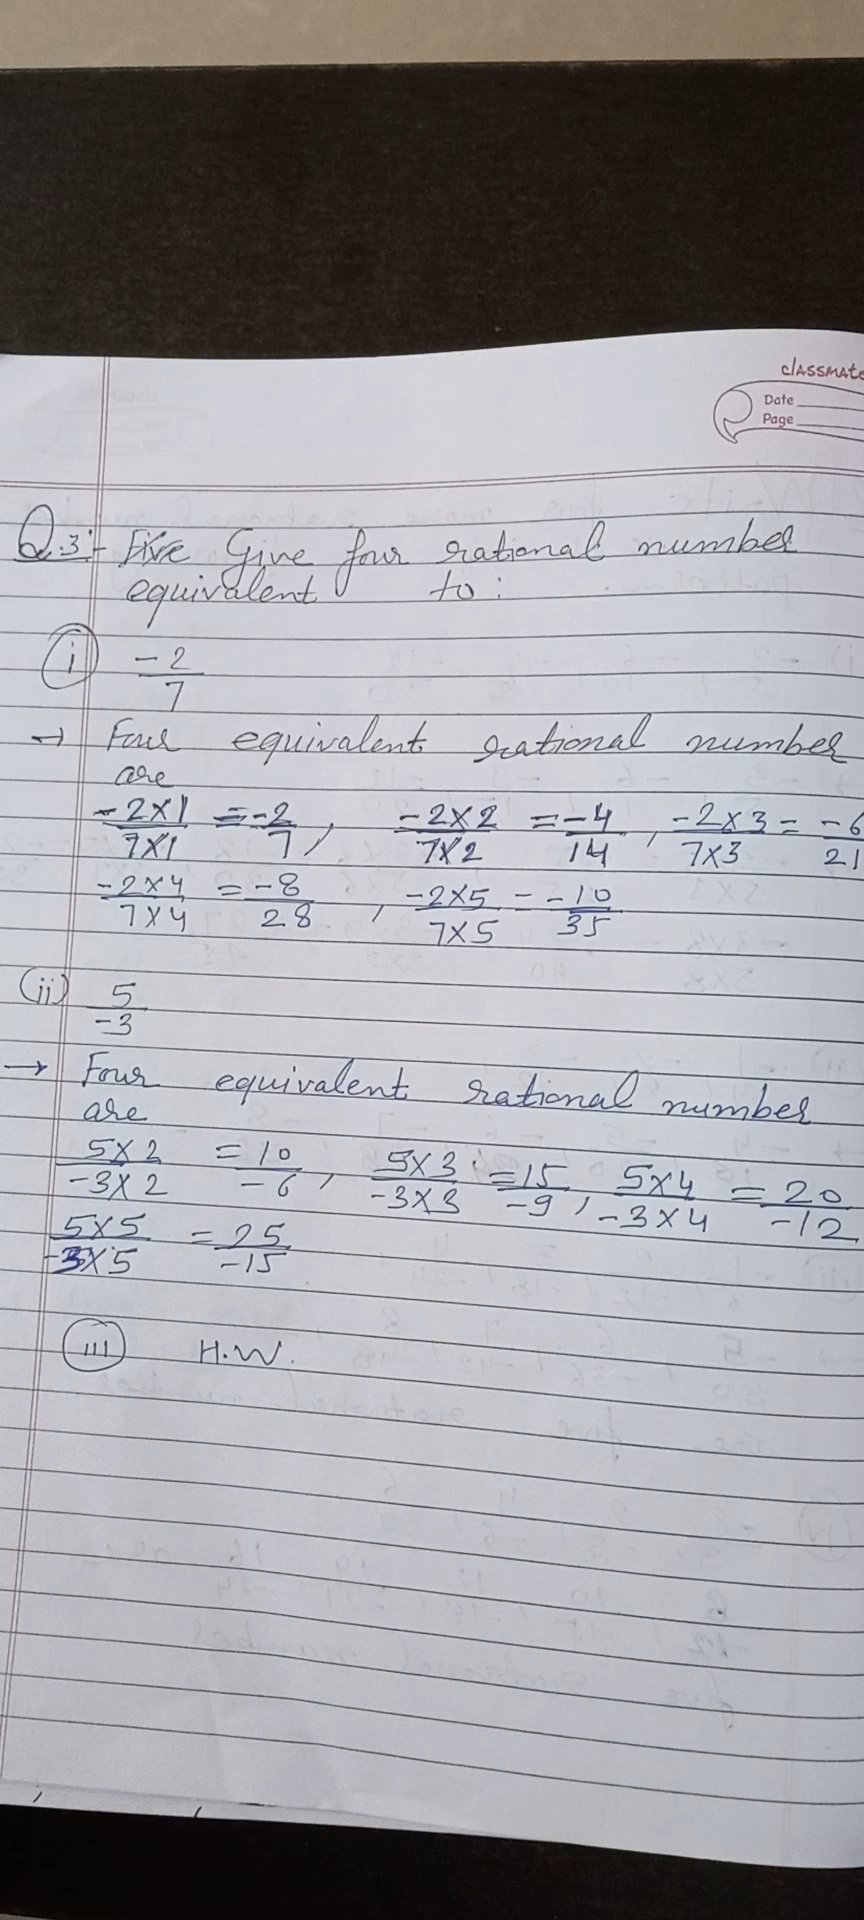 classmate
Date
Page
Q.3:- Five Give four rational number
equivalent to :
(i) -2/7
→ Four equivalent rational number
are
-2×1/7×1 = -2/7, -2×2/7×2 = -4/14, -2×3/7×3 = -6/21
-2×4/7×4 = -8/28, -2×5/7×5 = -10/35
(ii) 5/-3
→ Four equivalent rational number
are
5×2/-3×2 = 10/-6, 5×3/-3×3 = 15/-9, 5×4/-3×4 = 20/-12
5×5/-3×5 = 25/-15
(iii) H.W.